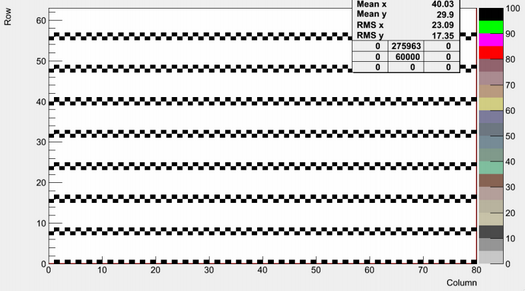 Mean x 40.03
Mean y 29.9
RMS x 23.09
RMS y 17.35
0 275963 0
0 60000 0
0 0 0
Row
60
50
40
30
20
10
0
0 10 20 30 40 50 60 70 80
Column
100
90
80
70
60
50
40
30
20
10
0